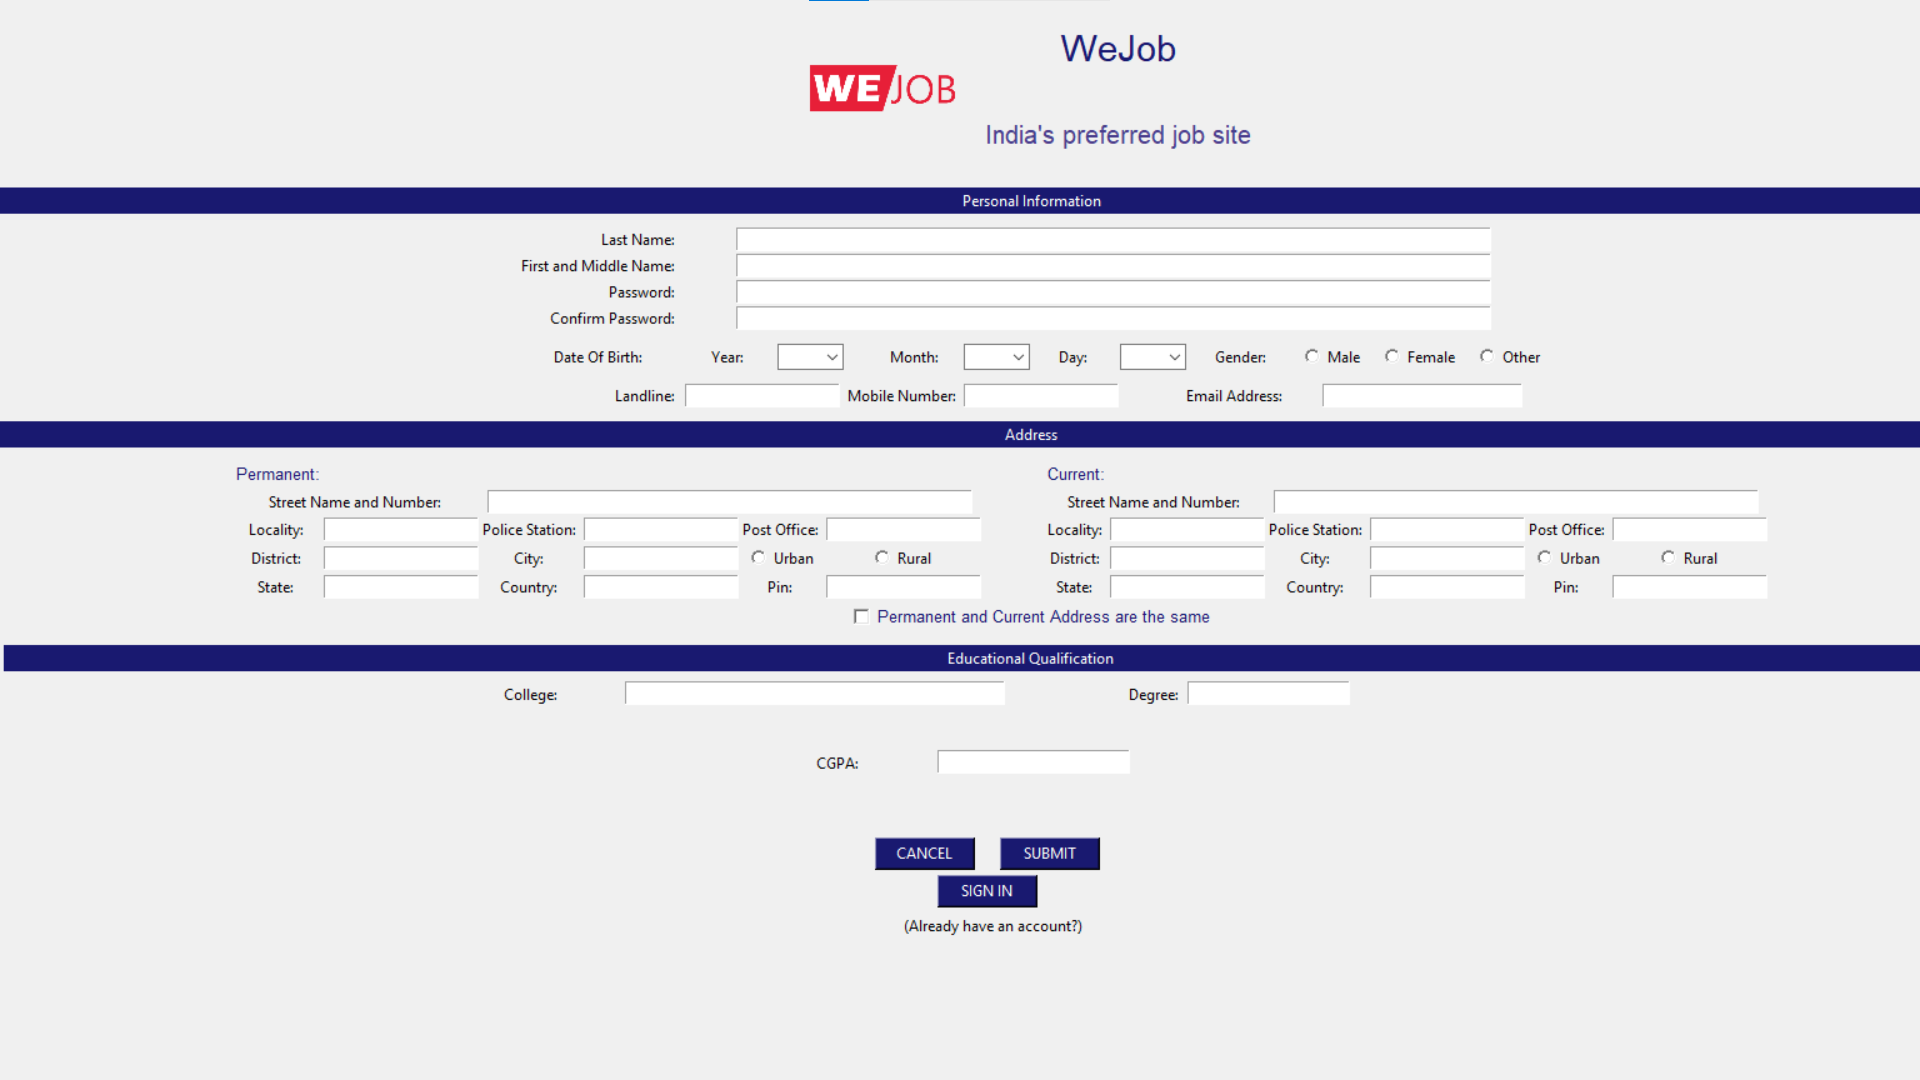 WeJob
WE JOB
India's preferred job site
Personal Information
Last Name:
First and Middle Name:
Password:
Confirm Password:
Date Of Birth: Year: Month: Day: Gender: Male Female Other
Landline: Mobile Number: Email Address:
Address
Permanent: Current:
Street Name and Number: Street Name and Number:
Locality: Police Station: Post Office: Locality: Police Station: Post Office:
District: City: Urban Rural District: City: Urban Rural
State: Country: Pin: State: Country: Pin:
Permanent and Current Address are the same
Educational Qualification
College: Degree:
CGPA:
CANCEL SUBMIT
SIGN IN
(Already have an account?)